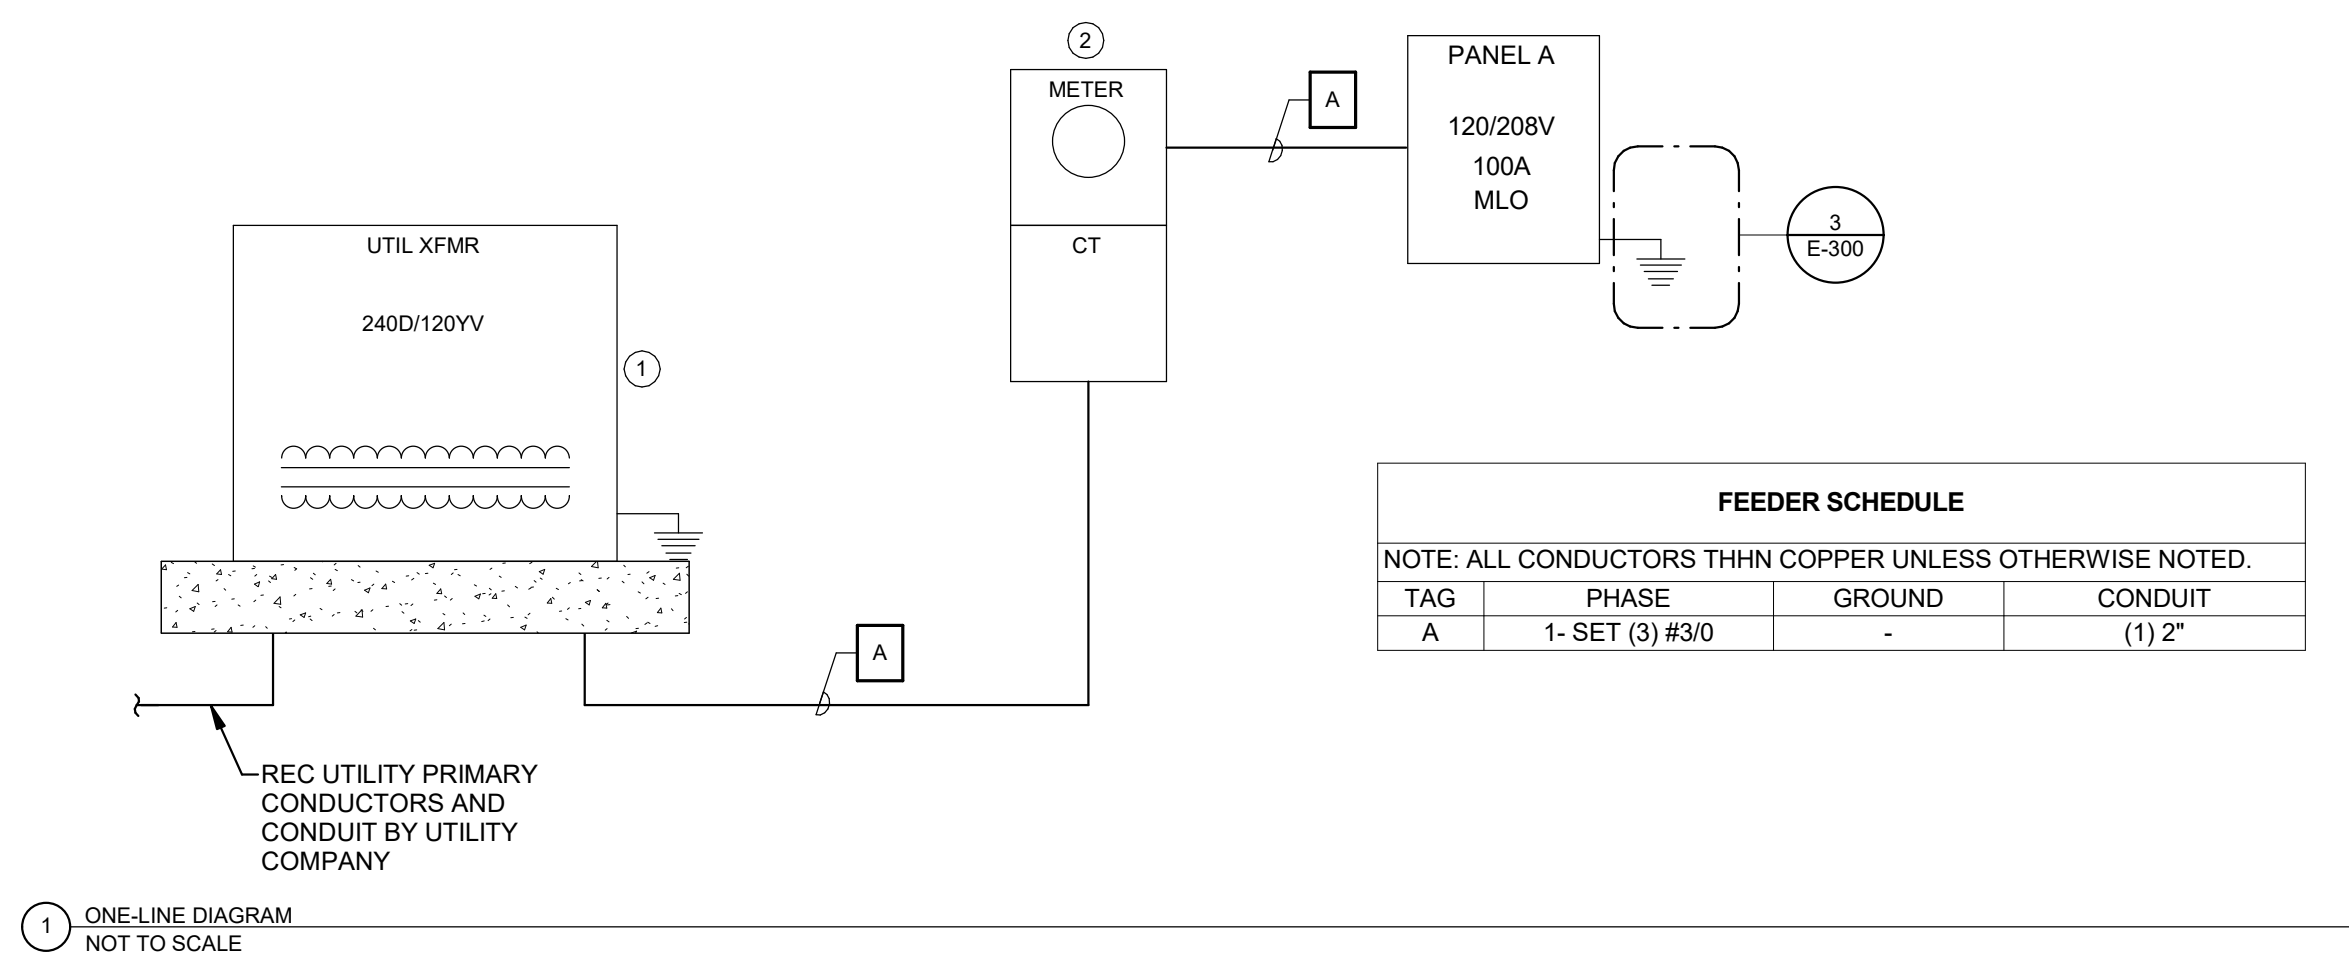 2
METER
CT
A
PANEL A
120/208V
100A
MLO
3
E-300
UTIL XFMR
240D/120YV
1
A
REC UTILITY PRIMARY
CONDUCTORS AND
CONDUIT BY UTILITY
COMPANY
FEEDER SCHEDULE
NOTE: ALL CONDUCTORS THHN COPPER UNLESS OTHERWISE NOTED.
TAG PHASE GROUND CONDUIT
A 1- SET (3) #3/0 - (1) 2"
1 ONE-LINE DIAGRAM
NOT TO SCALE